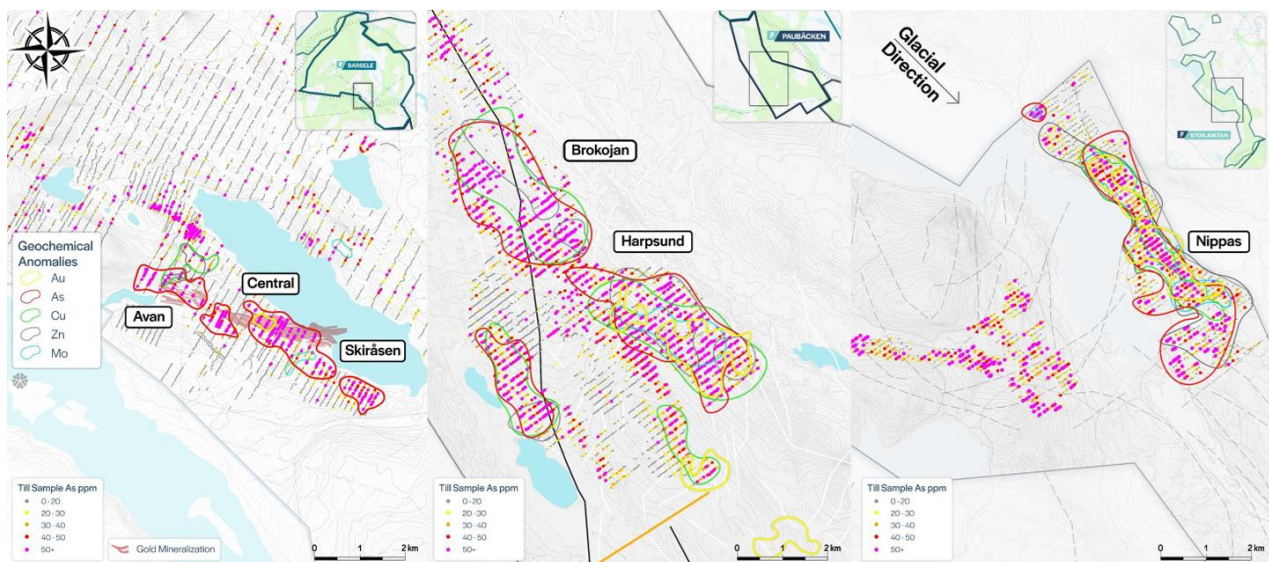 BARSELE
Geochemical
Anomalies
Au
As
Cu
Zn
Mo
Avan
Central
Skiråsen
Till Sample As ppm
0-20
20-30
30-40
40-50
50+
Gold Mineralization
0 1 2 km
PAUBÄCKEN
Brokojan
Harpsund
Till Sample As ppm
0-20
20-30
30-40
40-50
50+
0 1 2 km
Glacial
Direction
STORJUKTAN
Nippas
Till Sample As ppm
0-20
20-30
30-40
40-50
50+
0 1 2 km